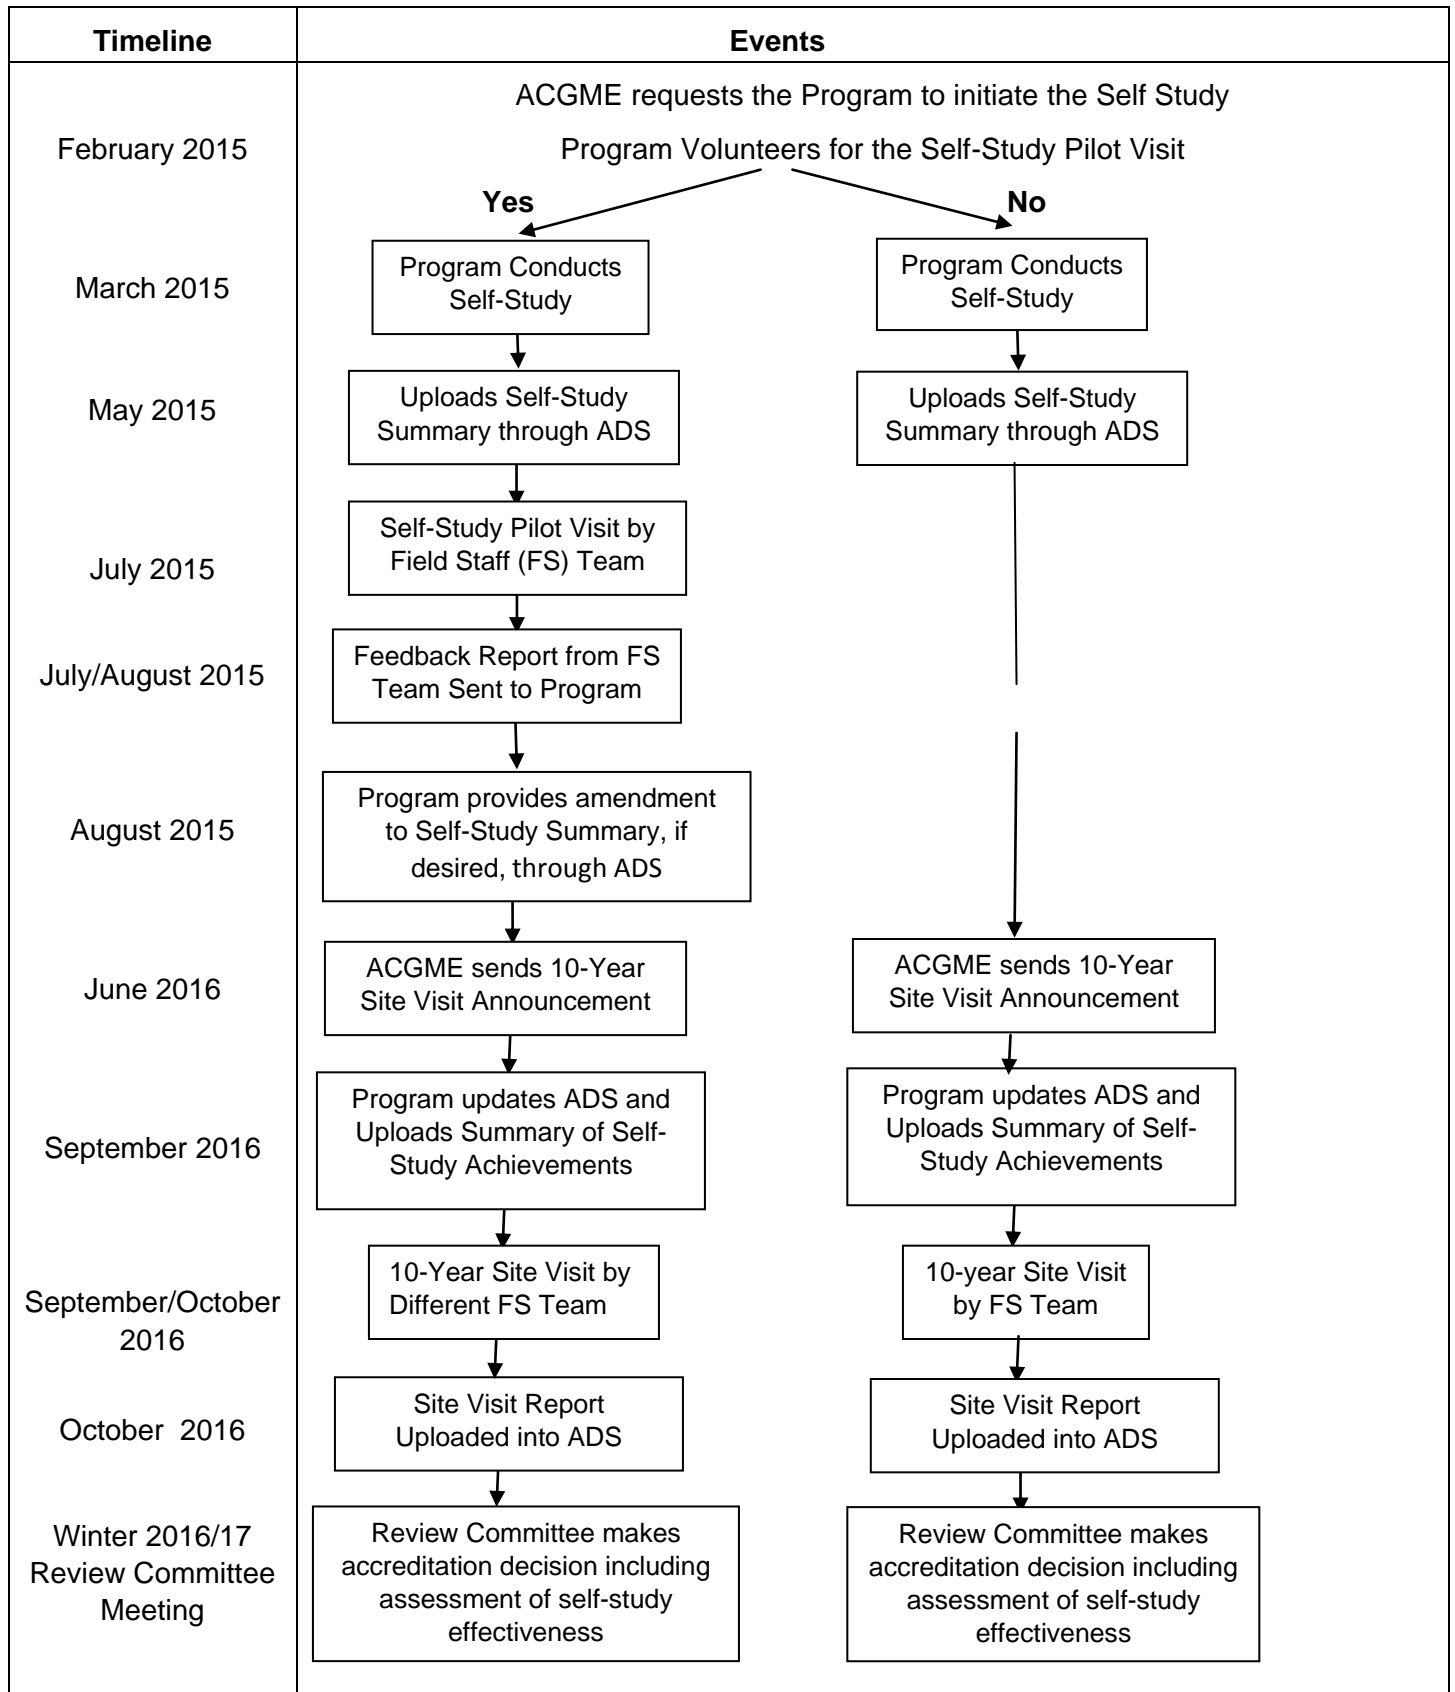 Timeline
Events
ACGME requests the Program to initiate the Self Study
February 2015
Program Volunteers for the Self-Study Pilot Visit
Yes
No
March 2015
Program Conducts
Self-Study
Program Conducts
Self-Study
May 2015
Uploads Self-Study
Summary through ADS
Uploads Self-Study
Summary through ADS
July 2015
Self-Study Pilot Visit by
Field Staff (FS) Team
July/August 2015
Feedback Report from FS
Team Sent to Program
August 2015
Program provides amendment
to Self-Study Summary, if
desired, through ADS
June 2016
ACGME sends 10-Year
Site Visit Announcement
ACGME sends 10-Year
Site Visit Announcement
September 2016
Program updates ADS and
Uploads Summary of Self-
Study Achievements
Program updates ADS and
Uploads Summary of Self-
Study Achievements
September/October
2016
10-Year Site Visit by
Different FS Team
10-year Site Visit
by FS Team
October 2016
Site Visit Report
Uploaded into ADS
Site Visit Report
Uploaded into ADS
Winter 2016/17
Review Committee
Meeting
Review Committee makes
accreditation decision including
assessment of self-study
effectiveness
Review Committee makes
accreditation decision including
assessment of self-study
effectiveness